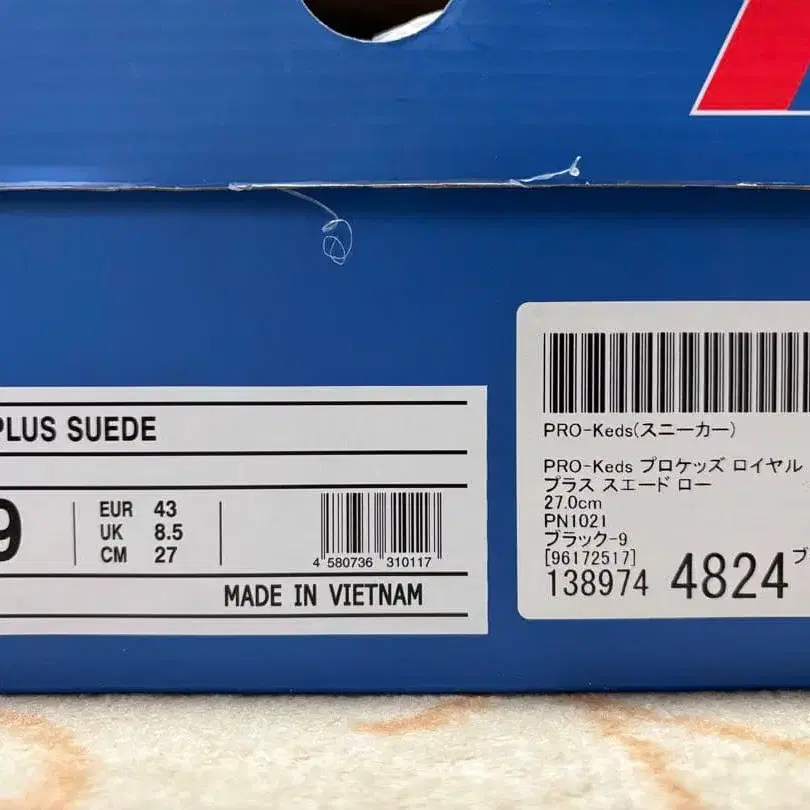 PLUS SUEDE
9
EUR 43
UK 8.5
CM 27
4 580736 310117
MADE IN VIETNAM
PRO-Keds(スニーカー)
PRO-Keds プロケッズ ロイヤル
プラス スエード ロー
27.0cm
PN1021
ブラック-9
[96172517]
138974 4824 ブ